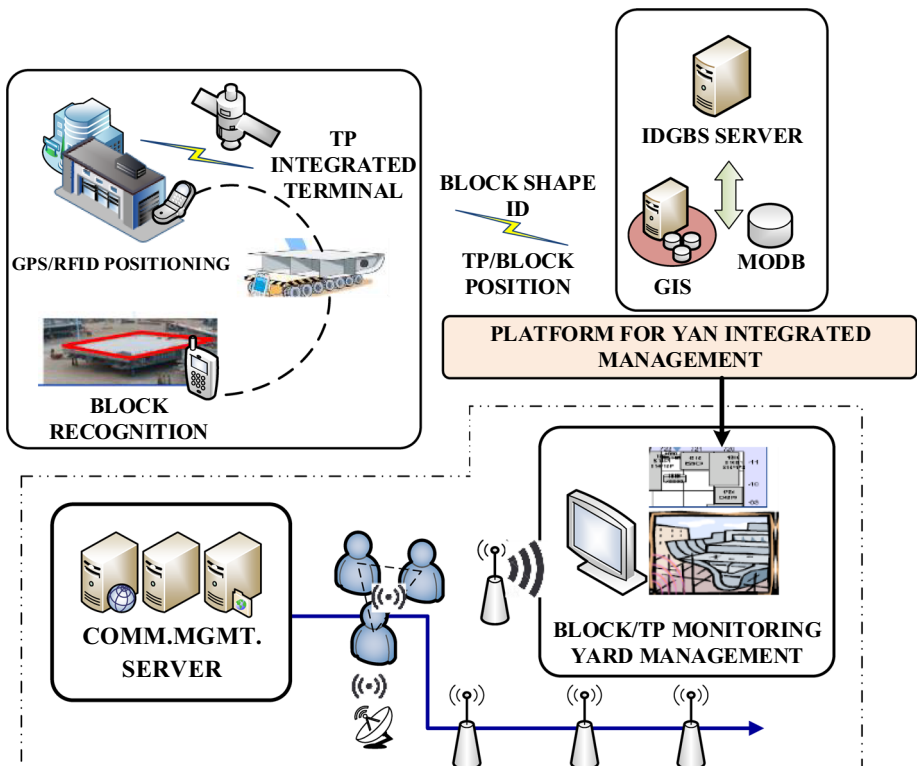 TP
INTEGRATED
TERMINAL
GPS/RFID POSITIONING
BLOCK
RECOGNITION
BLOCK SHAPE
ID
TP/BLOCK
POSITION
IDGBS SERVER
GIS
MODB
PLATFORM FOR YAN INTEGRATED
MANAGEMENT
COMM.MGMT.
SERVER
BLOCK/TP MONITORING
YARD MANAGEMENT